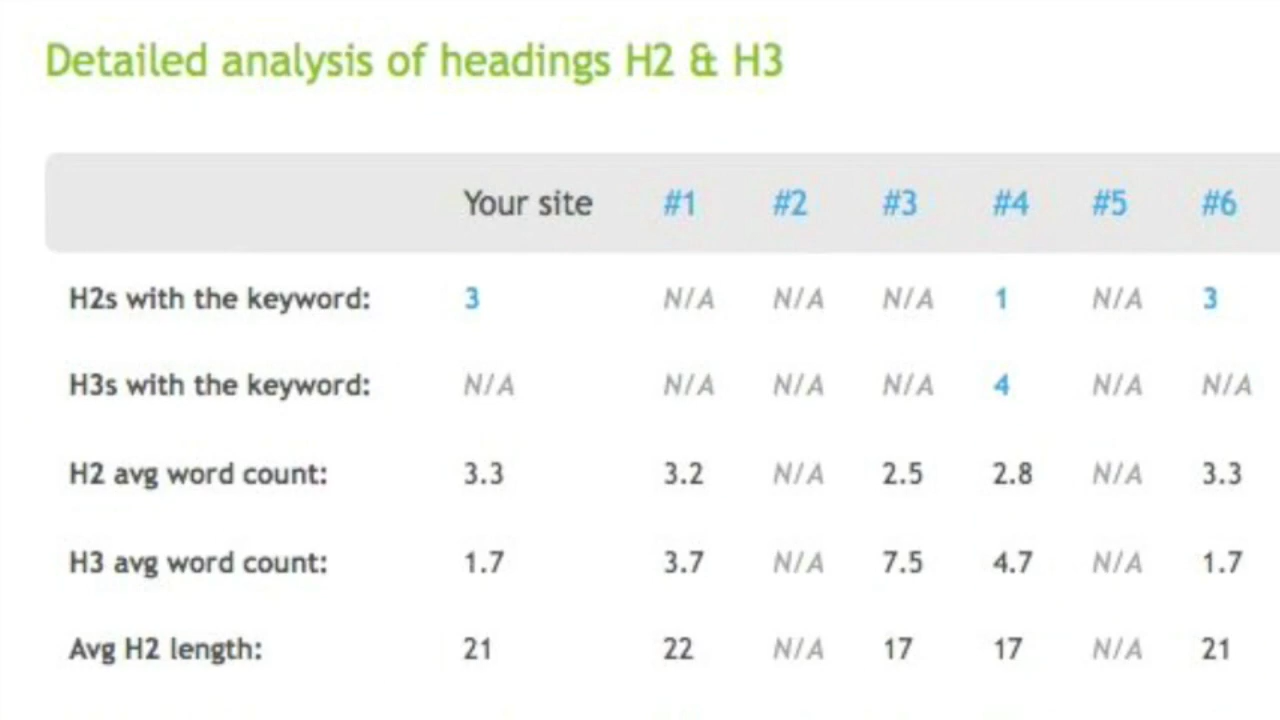 Detailed analysis of headings H2 & H3
Your site #1 #2 #3 #4 #5 #6
H2s with the keyword: 3 N/A N/A N/A 1 N/A 3
H3s with the keyword: N/A N/A N/A N/A 4 N/A N/A
H2 avg word count: 3.3 3.2 N/A 2.5 2.8 N/A 3.3
H3 avg word count: 1.7 3.7 N/A 7.5 4.7 N/A 1.7
Avg H2 length: 21 22 N/A 17 17 N/A 21